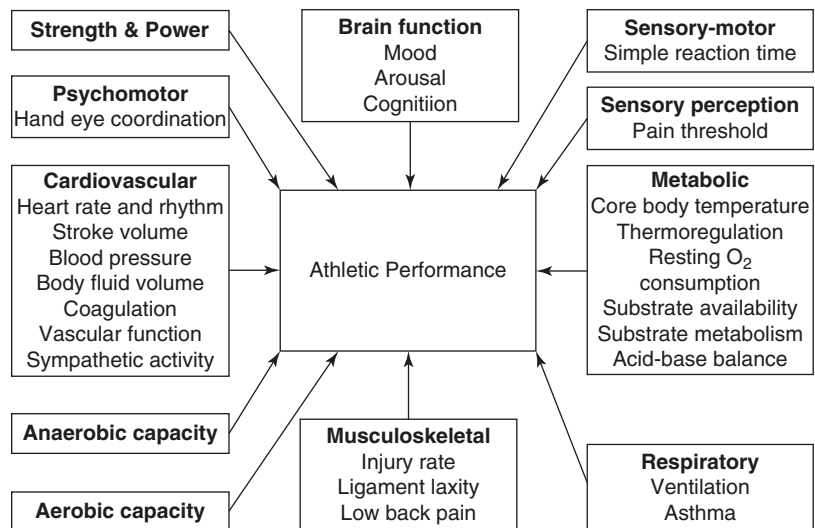 Strength & Power
Brain function
Mood
Arousal
Cognitiion
Sensory-motor
Simple reaction time
Psychomotor
Hand eye coordination
Sensory perception
Pain threshold
Cardiovascular
Heart rate and rhythm
Stroke volume
Blood pressure
Body fluid volume
Coagulation
Vascular function
Sympathetic activity
Athletic Performance
Metabolic
Core body temperature
Thermoregulation
Resting O₂
consumption
Substrate availability
Substrate metabolism
Acid-base balance
Anaerobic capacity
Aerobic capacity
Musculoskeletal
Injury rate
Ligament laxity
Low back pain
Respiratory
Ventilation
Asthma